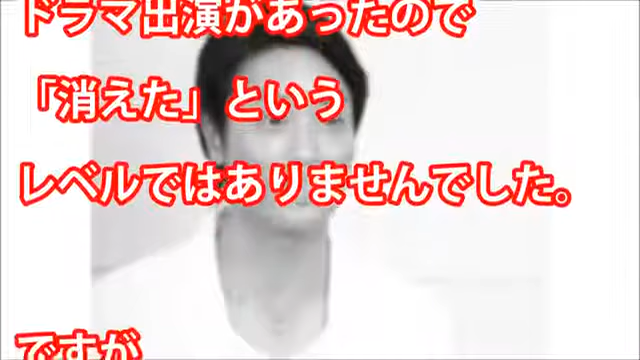 ドラマ出演があったので
「消えた」という
レベルではありませんでした。
ですが